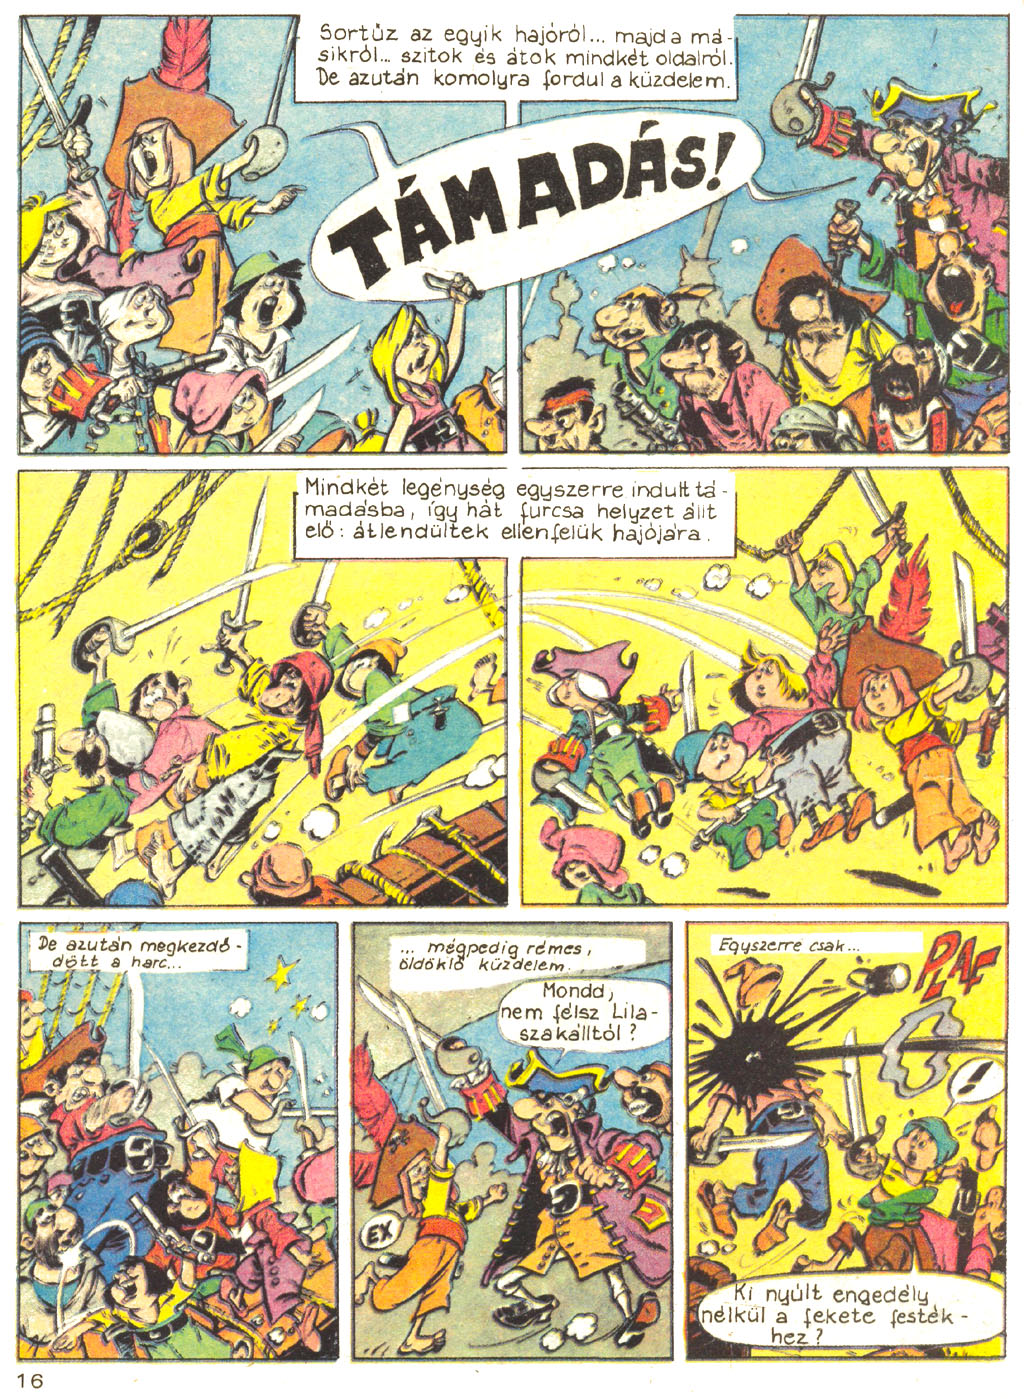 Sortűz az egyik hajóról... majd a má-
sikról... szitok és átok mindkét oldalról.
De azután komolyra fordul a küzdelem.
TÁMADÁS!
Mindkét legénység egyszerre indult tá-
madásba, így hát furcsa helyzet állt
elő: átlendültek ellenfelük hajójára.
De azután megkezdő-
dött a harc...
... mégpedig rémes,
öldöklő küzdelem.
Mondd,
nem félsz Lila-
szakálltól?
EX
Egyszerre csak...
PLAF
!
Ki nyúlt engedély
nélkül a fekete festék-
hez?
16